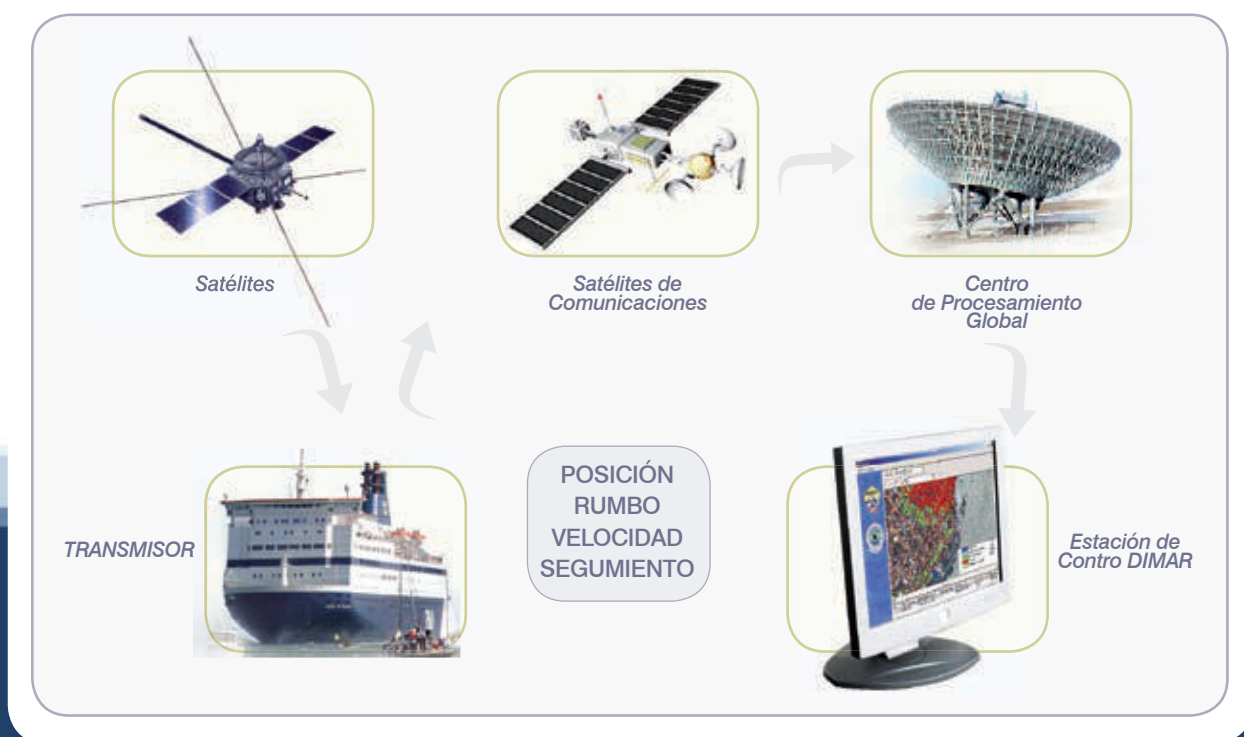 Satélites
Satélites de
Comunicaciones
Centro
de Procesamiento
Global
TRANSMISOR
POSICIÓN
RUMBO
VELOCIDAD
SEGUMIENTO
Estación de
Contro DIMAR